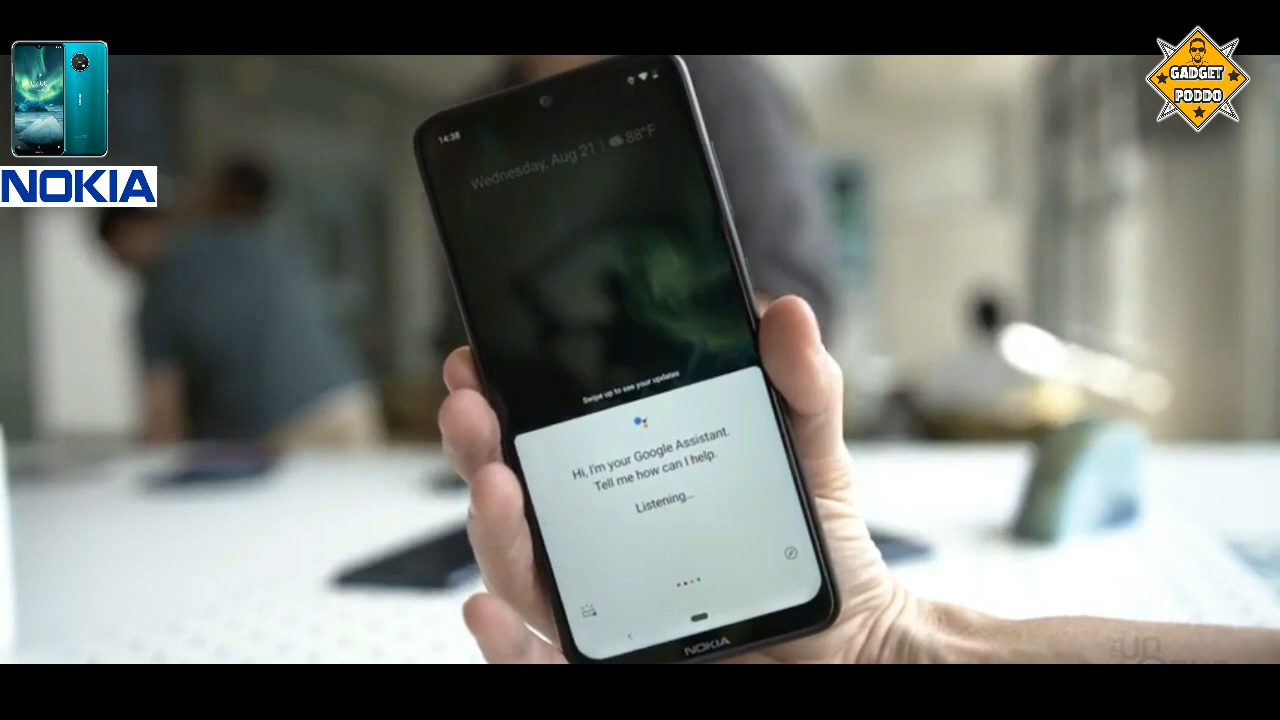 NOKIA
GADGET
PODDO
14:38
Wednesday, Aug 21 | 88°F
Swipe up to see your updates
Hi, I'm your Google Assistant.
Tell me how can I help.
Listening...
NOKIA